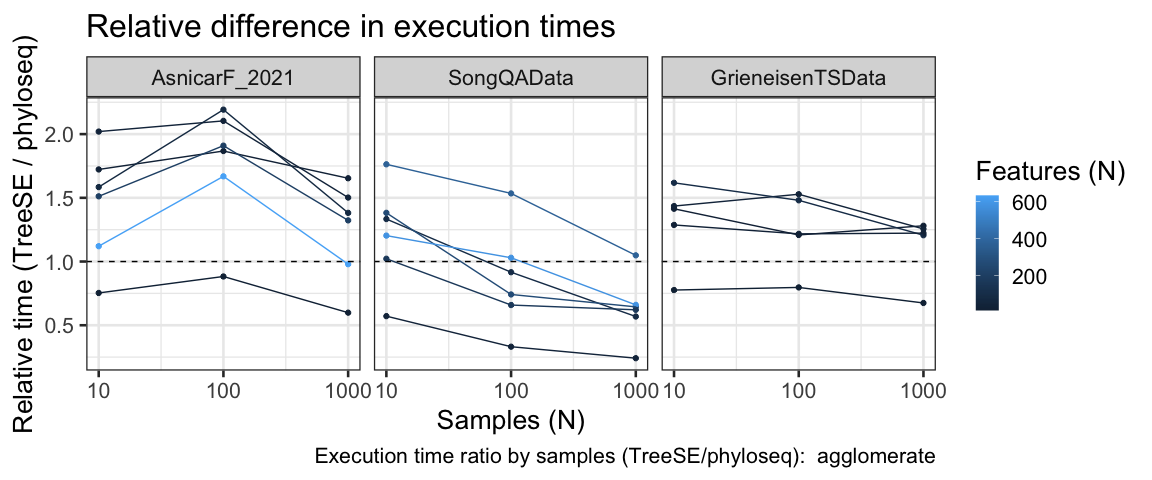 Relative difference in execution times
AsnicarF_2021
SongQAData
GrieneisenTSData
Relative time (TreeSE / phyloseq)
2.0
1.5
1.0
0.5
10
100
1000
10
100
1000
10
100
1000
Samples (N)
Features (N)
600
400
200
Execution time ratio by samples (TreeSE/phyloseq):  agglomerate